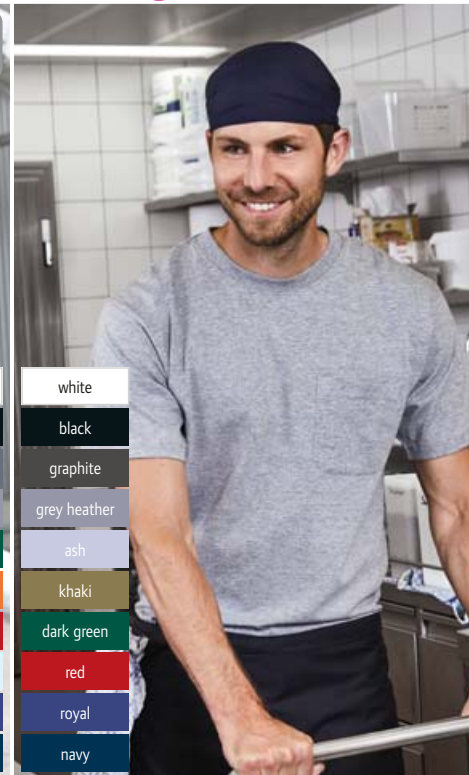 white
black
graphite
grey heather
ash
khaki
dark green
red
royal
navy